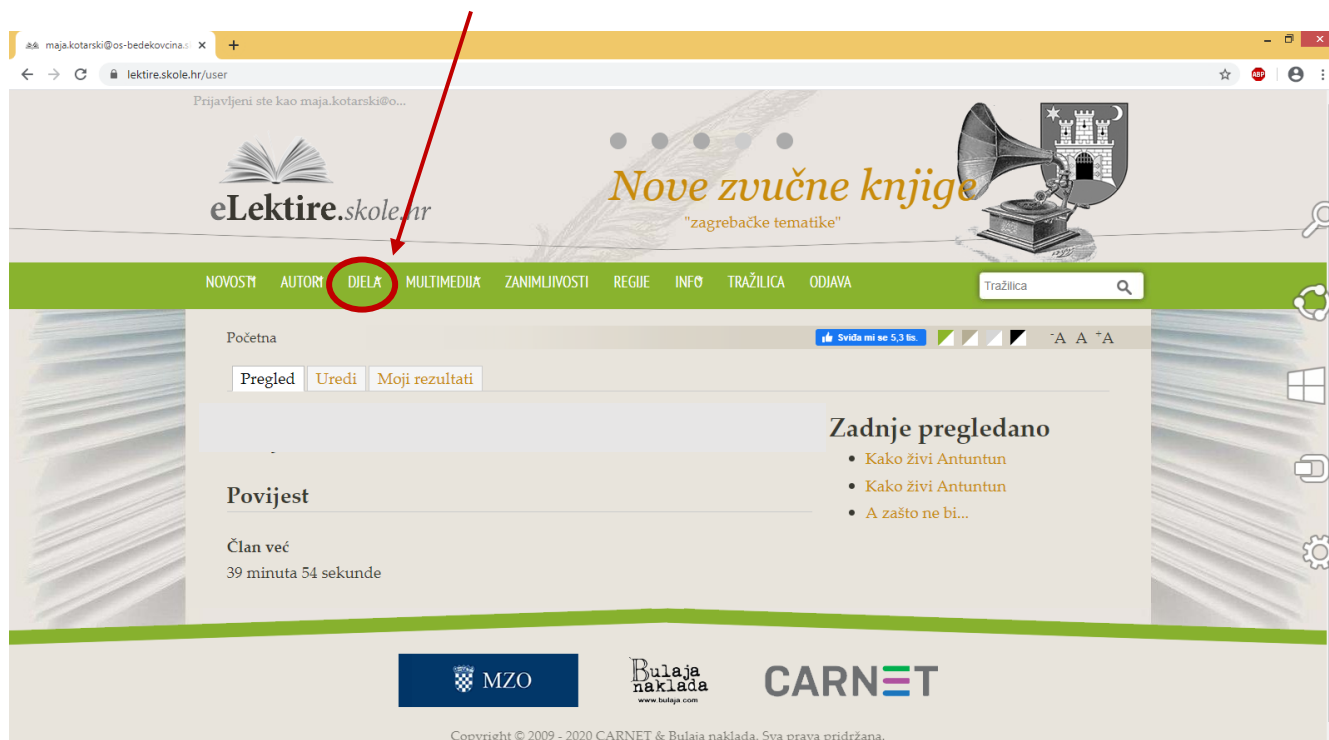 maja.kotarski@os-bedekovcina.s
lektire.skole.hr/user
ABP
Prijavljeni ste kao maja.kotarski@o...
eLektire.skole.hr
Nove zvučne knjige
"zagrebačke tematike"
NOVOSTI AUTORI DJELA MULTIMEDIJA ZANIMLJIVOSTI REGIJE INFO TRAŽILICA ODJAVA Tražilica
Početna Sviđa mi se 5,3 tis. -A A +A
Pregled Uredi Moji rezultati
Zadnje pregledano
Kako živi Antuntun
Kako živi Antuntun
A zašto ne bi...
Povijest
Član već
39 minuta 54 sekunde
MZO
Bulaja
naklada
www.bulaja.com
CARNET
Copyright © 2009 - 2020 CARNET & Bulaja naklada. Sva prava pridržana.